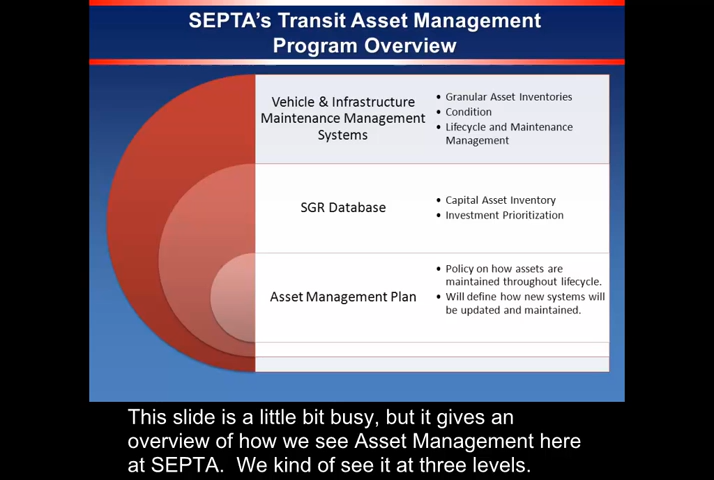 SEPTA's Transit Asset Management
Program Overview
Vehicle & Infrastructure
Maintenance Management
Systems
• Granular Asset Inventories
• Condition
• Lifecycle and Maintenance
Management
SGR Database
• Capital Asset Inventory
• Investment Prioritization
Asset Management Plan
• Policy on how assets are
maintained throughout lifecycle.
• Will define how new systems will
be updated and maintained.
This slide is a little bit busy, but it gives an
overview of how we see Asset Management here
at SEPTA.  We kind of see it at three levels.